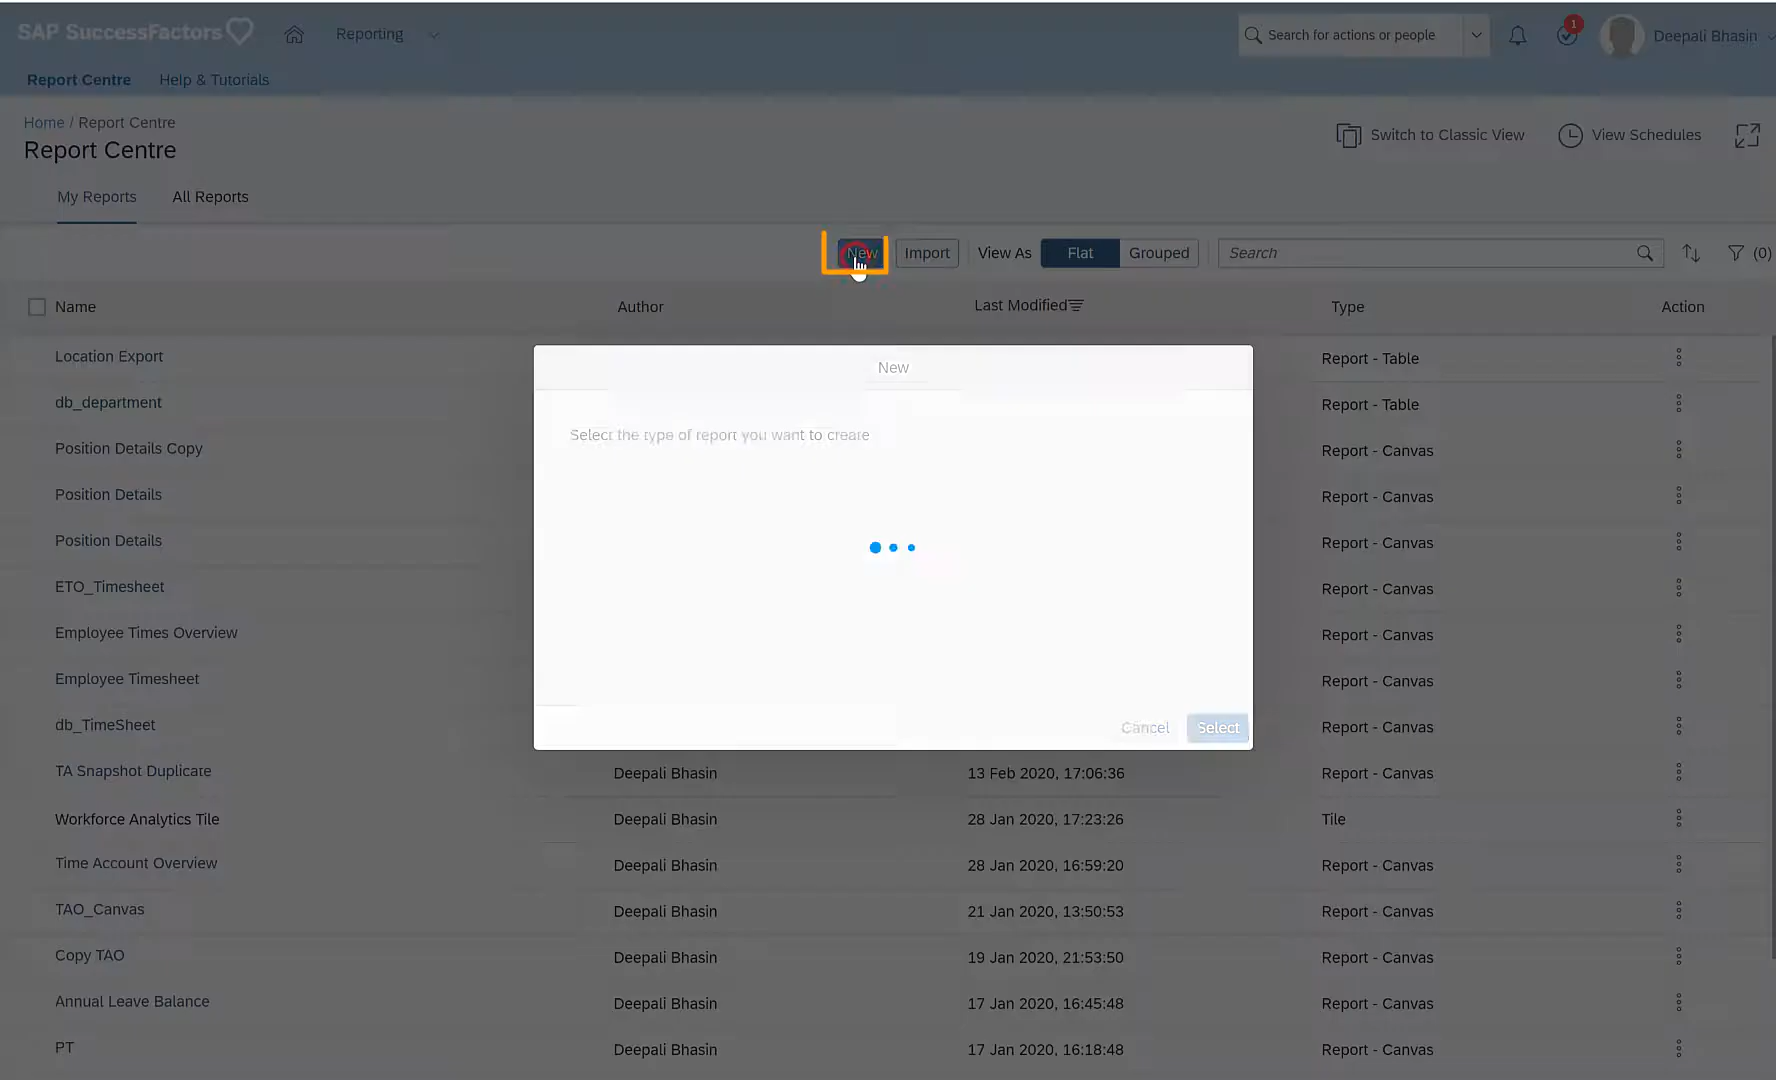 SAP SuccessFactors
Reporting
Search for actions or people
1
Deepali Bhasin
Report Centre Help & Tutorials
Home / Report Centre
Report Centre
Switch to Classic View
View Schedules
My Reports All Reports
New Import View As Flat Grouped Search (0)
Name Author Last Modified Type Action
Location Export Report - Table
db_department Report - Table
Position Details Copy Report - Canvas
Position Details Report - Canvas
Position Details Report - Canvas
ETO_Timesheet Report - Canvas
Employee Times Overview Report - Canvas
Employee Timesheet Report - Canvas
db_TimeSheet Report - Canvas
New
Select the type of report you want to create
Cancel Select
TA Snapshot Duplicate Deepali Bhasin 13 Feb 2020, 17:06:36 Report - Canvas
Workforce Analytics Tile Deepali Bhasin 28 Jan 2020, 17:23:26 Tile
Time Account Overview Deepali Bhasin 28 Jan 2020, 16:59:20 Report - Canvas
TAO_Canvas Deepali Bhasin 21 Jan 2020, 13:50:53 Report - Canvas
Copy TAO Deepali Bhasin 19 Jan 2020, 21:53:50 Report - Canvas
Annual Leave Balance Deepali Bhasin 17 Jan 2020, 16:45:48 Report - Canvas
PT Deepali Bhasin 17 Jan 2020, 16:18:48 Report - Canvas